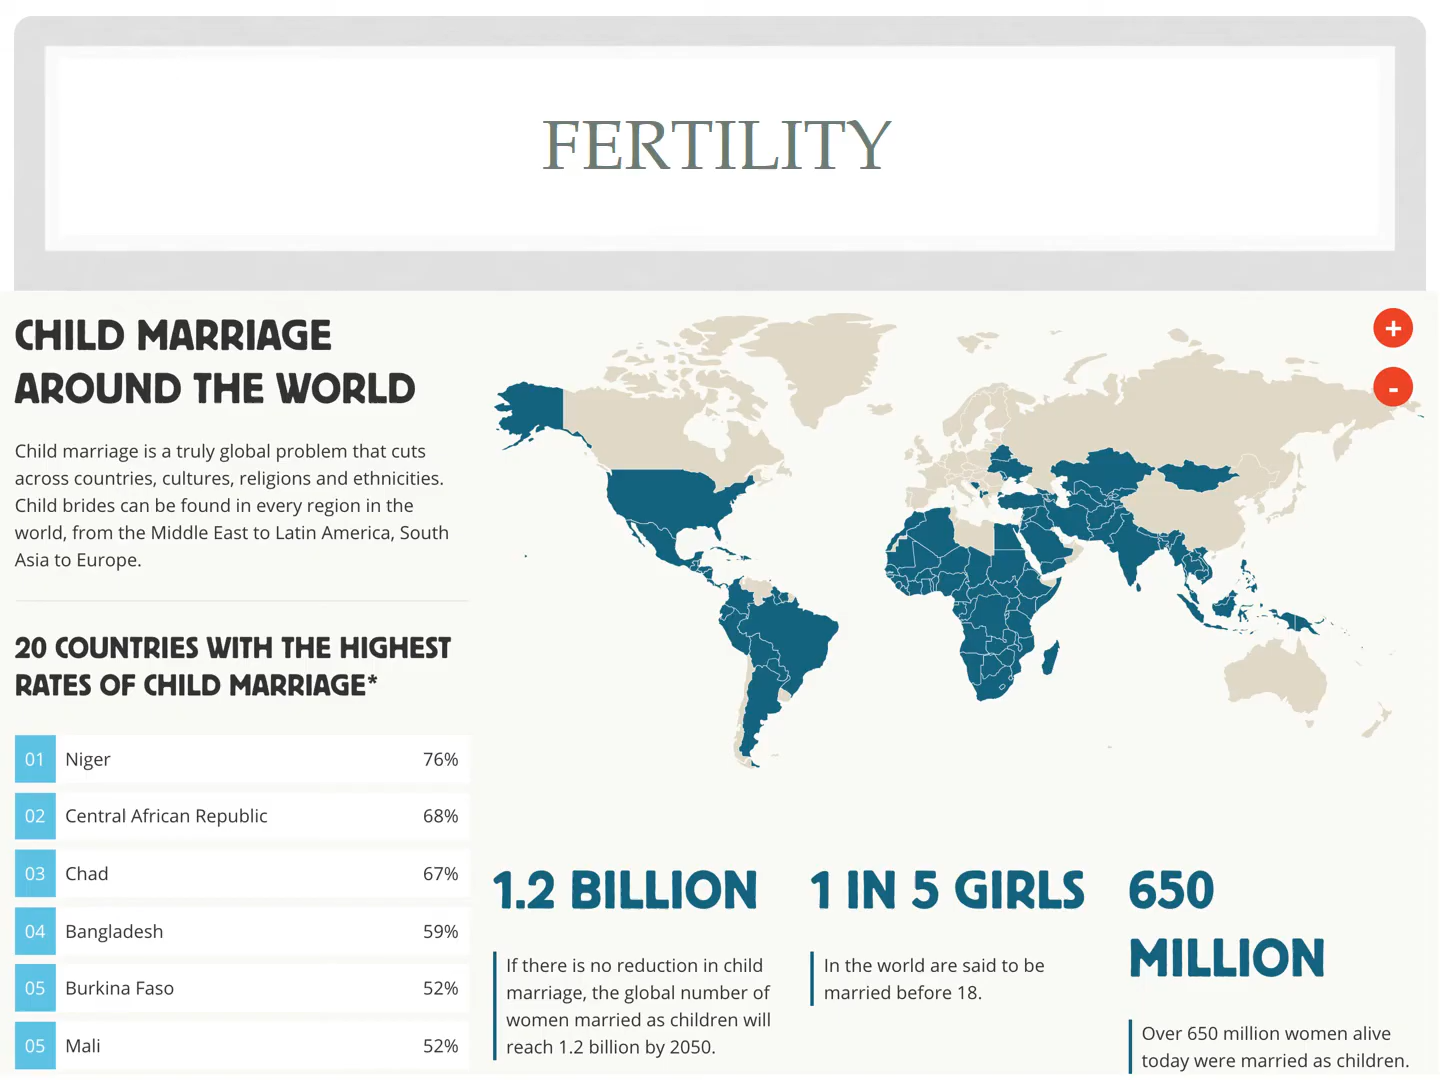 FERTILITY
CHILD MARRIAGE
AROUND THE WORLD
Child marriage is a truly global problem that cuts
across countries, cultures, religions and ethnicities.
Child brides can be found in every region in the
world, from the Middle East to Latin America, South
Asia to Europe.
20 COUNTRIES WITH THE HIGHEST
RATES OF CHILD MARRIAGE*
01 Niger 76%
02 Central African Republic 68%
03 Chad 67%
04 Bangladesh 59%
05 Burkina Faso 52%
05 Mali 52%
+
-
1.2 BILLION
If there is no reduction in child
marriage, the global number of
women married as children will
reach 1.2 billion by 2050.
1 IN 5 GIRLS
In the world are said to be
married before 18.
650
MILLION
Over 650 million women alive
today were married as children.